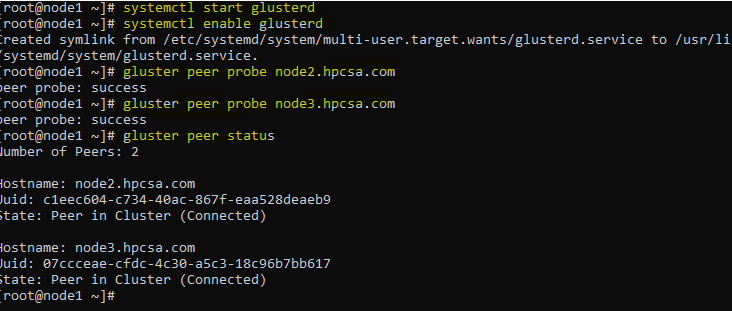 [root@node1 ~]# systemctl start glusterd
[root@node1 ~]# systemctl enable glusterd
Created symlink from /etc/systemd/system/multi-user.target.wants/glusterd.service to /usr/li
/systemd/system/glusterd.service.
[root@node1 ~]# gluster peer probe node2.hpcsa.com
peer probe: success
[root@node1 ~]# gluster peer probe node3.hpcsa.com
peer probe: success
[root@node1 ~]# gluster peer status
Number of Peers: 2
Hostname: node2.hpcsa.com
Uuid: c1eec604-c734-40ac-867f-eaa528deaeb9
State: Peer in Cluster (Connected)
Hostname: node3.hpcsa.com
Uuid: 07ccceae-cfdc-4c30-a5c3-18c96b7bb617
State: Peer in Cluster (Connected)
[root@node1 ~]#